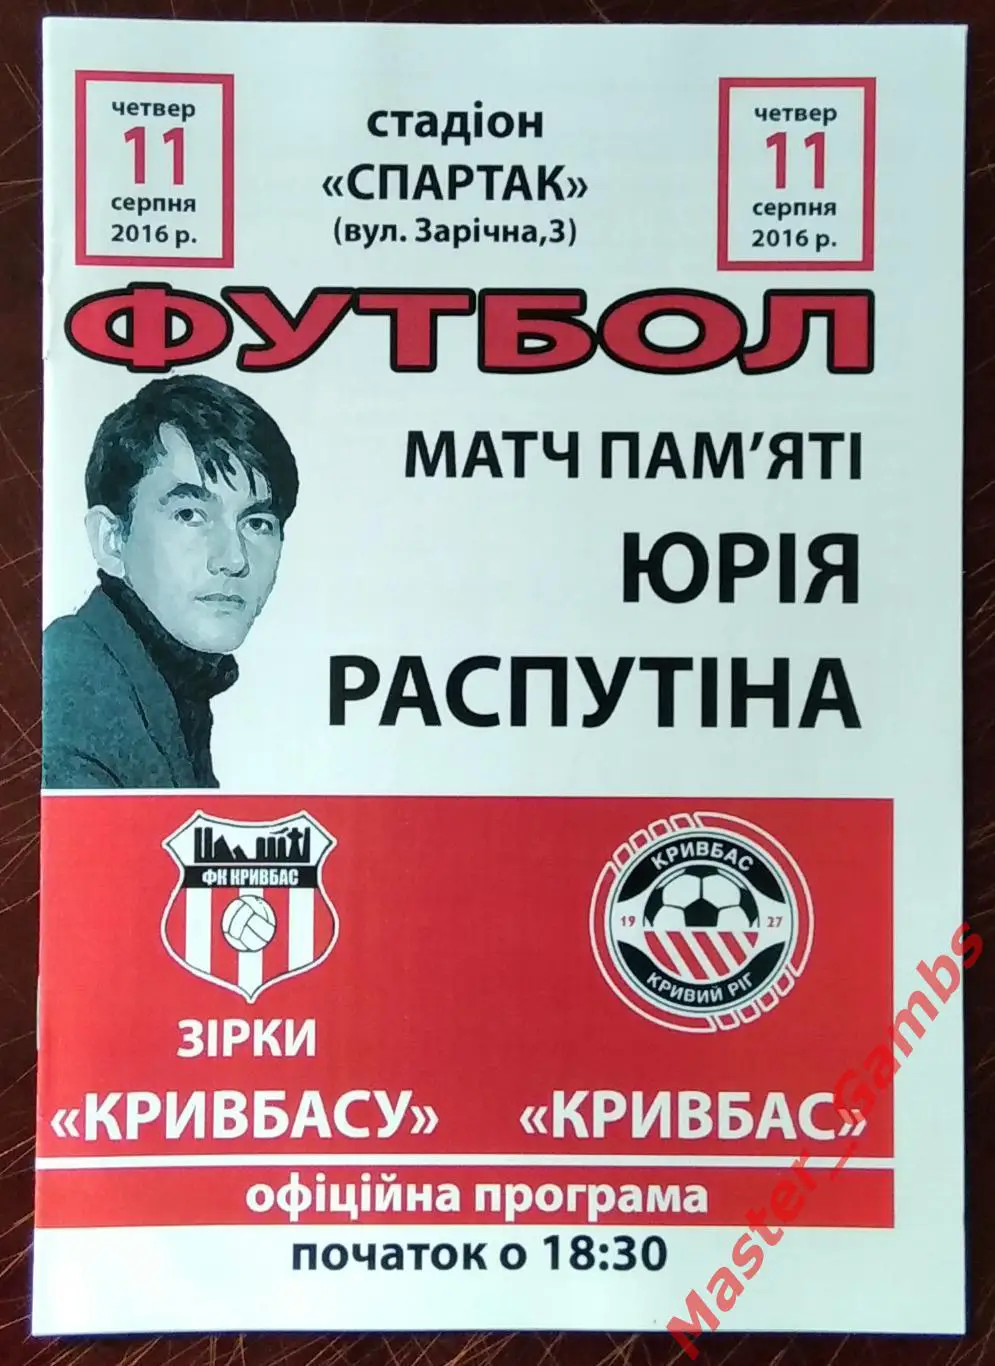 четвер
11
серпня
2016 р.
стадіон
«СПАРТАК»
(вул. Зарічна,3)
четвер
11
серпня
2016 р.
ФУТБОЛ
МАТЧ ПАМ’ЯТІ
ЮРІЯ
РАСПУТІНА
ФК КРИВБАС
КРИВБАС
19 27
КРИВИЙ РІГ
ЗІРКИ
«КРИВБАСУ»
«КРИВБАС»
офіційна програма
початок о 18:30
Master__Gambs